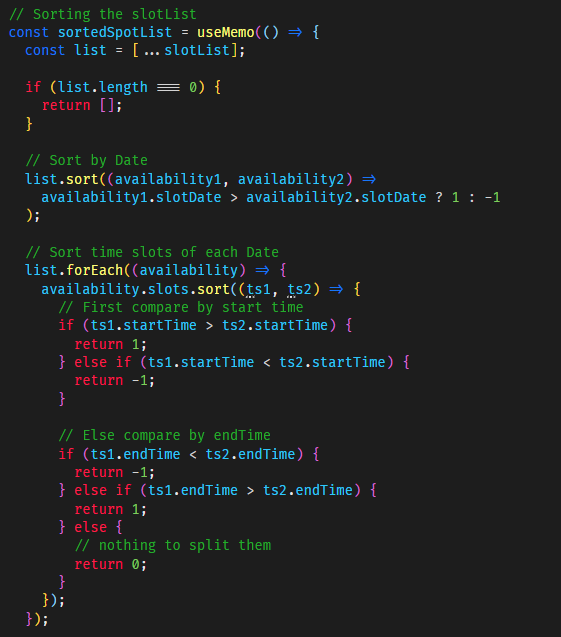 // Sorting the slotList
const sortedSpotList = useMemo(() => {
  const list = [...slotList];

  if (list.length === 0) {
    return [];
  }

  // Sort by Date
  list.sort((availability1, availability2) =>
    availability1.slotDate > availability2.slotDate ? 1 : -1
  );

  // Sort time slots of each Date
  list.forEach((availability) => {
    availability.slots.sort((ts1, ts2) => {
      // First compare by start time
      if (ts1.startTime > ts2.startTime) {
        return 1;
      } else if (ts1.startTime < ts2.startTime) {
        return -1;
      }

      // Else compare by endTime
      if (ts1.endTime < ts2.endTime) {
        return -1;
      } else if (ts1.endTime > ts2.endTime) {
        return 1;
      } else {
        // nothing to split them
        return 0;
      }
    });
  });